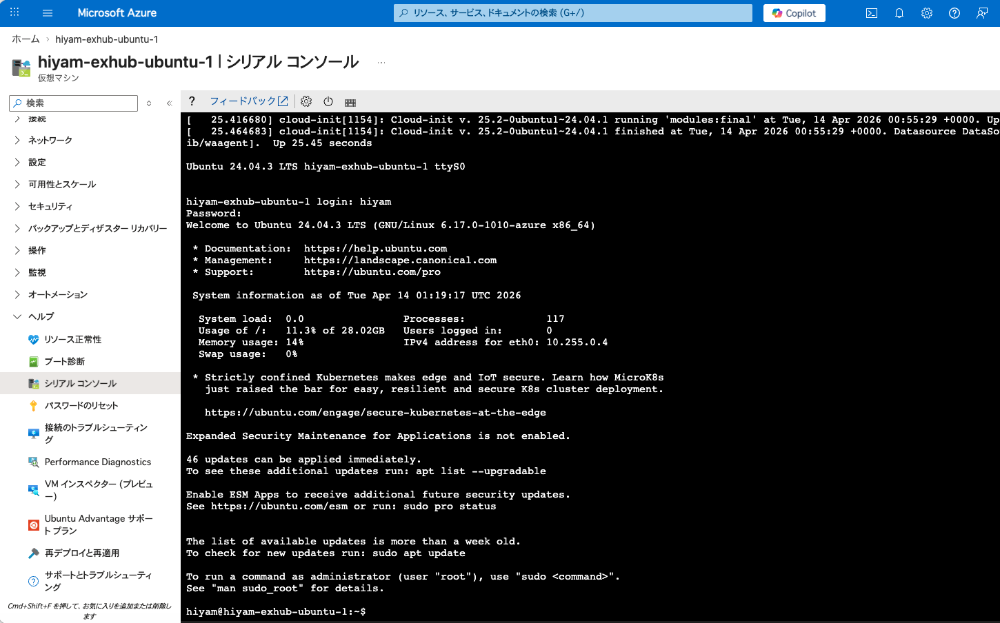 Microsoft Azure
リソース、サービス、ドキュメントの検索 (G+/)
Copilot
ホーム > hiyam-exhub-ubuntu-1
hiyam-exhub-ubuntu-1 | シリアル コンソール ...
仮想マシン
検索
接続
ネットワーク
設定
可用性とスケール
セキュリティ
バックアップとディザスター リカバリー
操作
監視
オートメーション
ヘルプ
リソース正常性
ブート診断
シリアル コンソール
パスワードのリセット
接続のトラブルシューティン
グ
Performance Diagnostics
VM インスペクター (プレビュ
ー)
Ubuntu Advantage サポー
ト プラン
再デプロイと再適用
サポートとトラブルシューティ
ング
Cmd+Shift+F を押して、お気に入りを追加または削除し
ます
? フィードバック
[   25.416680] cloud-init[1154]: Cloud-init v. 25.2-0ubuntu1~24.04.1 running 'modules:final' at Tue, 14 Apr 2026 00:55:29 +0000. Up
[   25.464683] cloud-init[1154]: Cloud-init v. 25.2-0ubuntu1~24.04.1 finished at Tue, 14 Apr 2026 00:55:29 +0000. Datasource DataSo
ib/waagent].  Up 25.45 seconds
Ubuntu 24.04.3 LTS hiyam-exhub-ubuntu-1 ttyS0
hiyam-exhub-ubuntu-1 login: hiyam
Password:
Welcome to Ubuntu 24.04.3 LTS (GNU/Linux 6.17.0-1010-azure x86_64)
* Documentation:  https://help.ubuntu.com
* Management:     https://landscape.canonical.com
* Support:        https://ubuntu.com/pro
System information as of Tue Apr 14 01:19:17 UTC 2026
System load:  0.0                Processes:             117
Usage of /:   11.3% of 28.02GB   Users logged in:       0
Memory usage: 14%                IPv4 address for eth0: 10.255.0.4
Swap usage:   0%
* Strictly confined Kubernetes makes edge and IoT secure. Learn how MicroK8s
just raised the bar for easy, resilient and secure K8s cluster deployment.
https://ubuntu.com/engage/secure-kubernetes-at-the-edge
Expanded Security Maintenance for Applications is not enabled.
46 updates can be applied immediately.
To see these additional updates run: apt list --upgradable
Enable ESM Apps to receive additional future security updates.
See https://ubuntu.com/esm or run: sudo pro status
The list of available updates is more than a week old.
To check for new updates run: sudo apt update
To run a command as administrator (user "root"), use "sudo <command>".
See "man sudo_root" for details.
hiyam@hiyam-exhub-ubuntu-1:~$